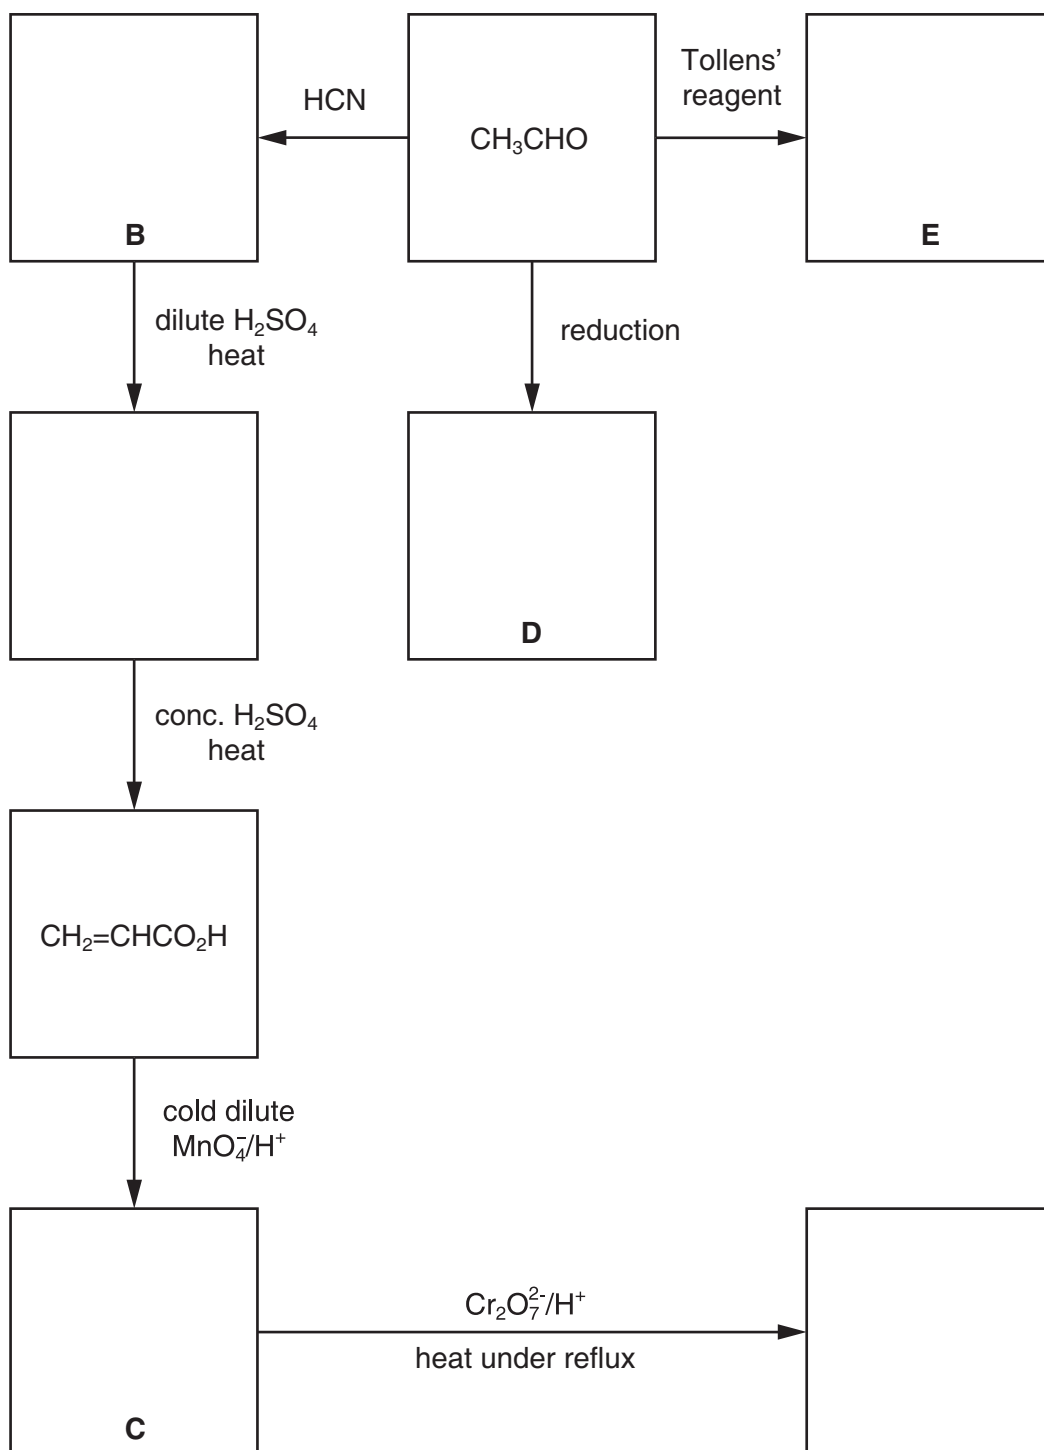 HCN
CH₃CHO
Tollens’
reagent
B
E
dilute H₂SO₄
heat
reduction
D
conc. H₂SO₄
heat
CH₂=CHCO₂H
cold dilute
MnO₄⁻/H⁺
Cr₂O₇²⁻/H⁺
heat under reflux
C